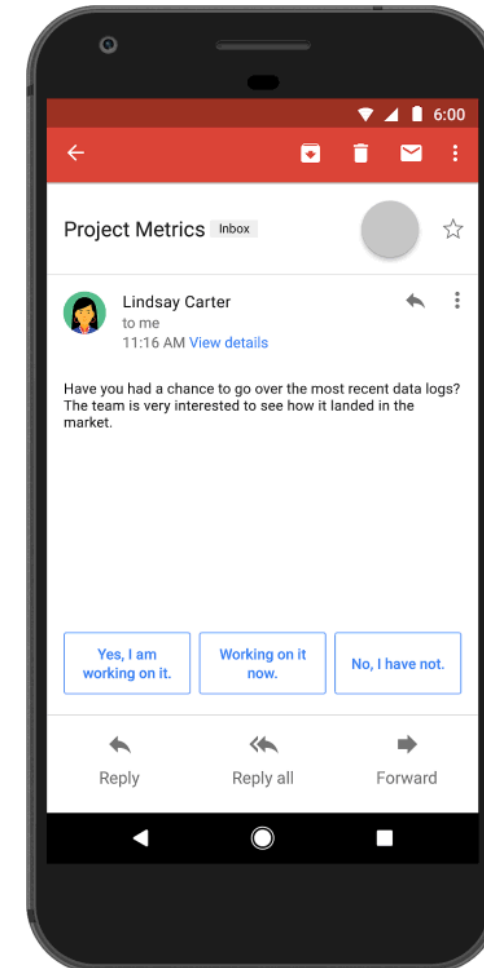 6:00
Project Metrics Inbox
Lindsay Carter
to me
11:16 AM View details
Have you had a chance to go over the most recent data logs?
The team is very interested to see how it landed in the
market.
Yes, I am
working on it.
Working on it
now.
No, I have not.
Reply
Reply all
Forward